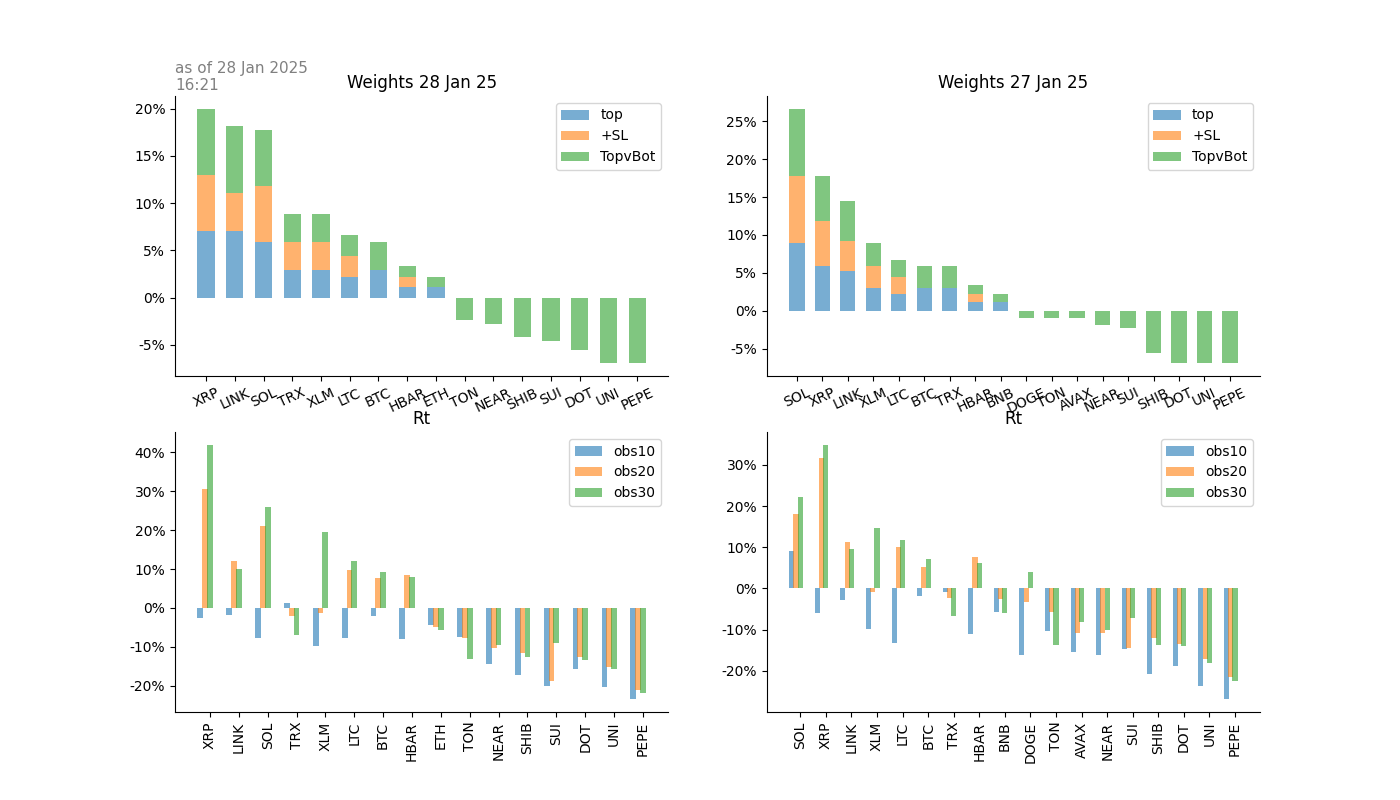 as of 28 Jan 2025
16:21
Weights 28 Jan 25
20%
15%
10%
5%
0%
-5%
top
+SL
TopvBot
XRP LINK SOL TRX XLM LTC BTC HBAR ETH TON NEAR SHIB SUI DOT UNI PEPE
Weights 27 Jan 25
25%
20%
15%
10%
5%
0%
-5%
top
+SL
TopvBot
SOL XRP LINK XLM LTC BTC TRX HBAR BNB DOGE TON AVAX NEAR SUI SHIB DOT UNI PEPE
Rt
40%
30%
20%
10%
0%
-10%
-20%
obs10
obs20
obs30
XRP LINK SOL TRX XLM LTC BTC HBAR ETH TON NEAR SHIB SUI DOT UNI PEPE
Rt
30%
20%
10%
0%
-10%
-20%
obs10
obs20
obs30
SOL XRP LINK XLM LTC BTC TRX HBAR BNB DOGE TON AVAX NEAR SUI SHIB DOT UNI PEPE